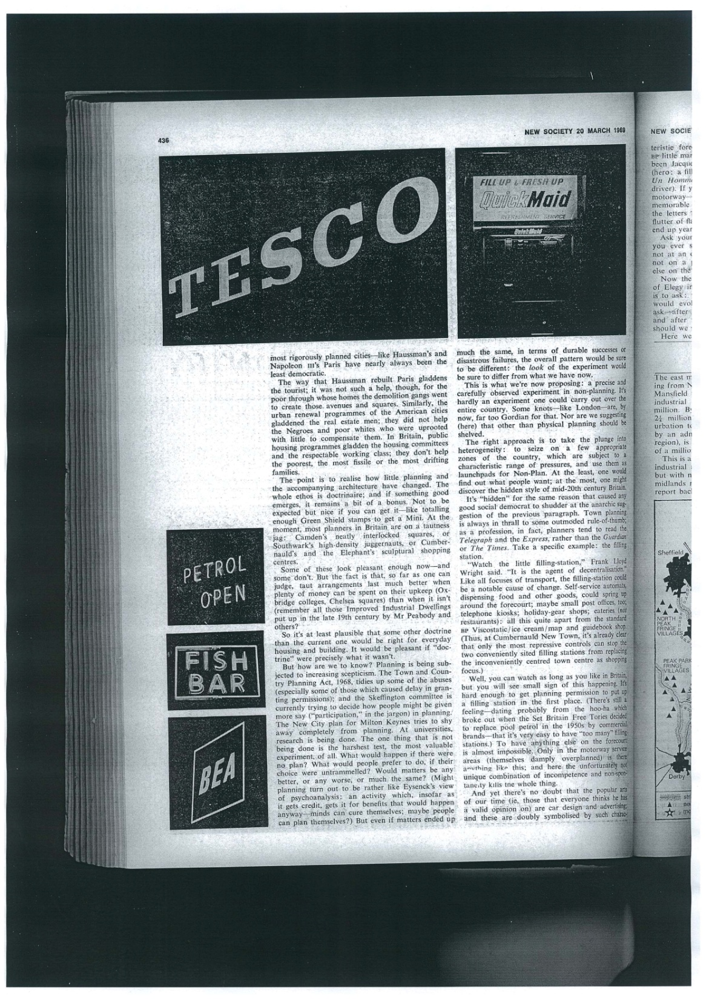 436
NEW SOCIETY 20 MARCH 1969
TESCO
FILL UP & FRESH UP
QuickMaid
REFRESHMENT SERVICE
QuickMaid
most rigorously planned cities—like Haussman's and
Napoleon III's Paris have nearly always been the
least democratic.
The way that Haussman rebuilt Paris gladdens
the tourist; it was not such a help, though, for the
poor through whose homes the demolition gangs went
to create those avenues and squares. Similarly, the
urban renewal programmes of the American cities
gladdened the real estate men; they did not help
the Negroes and poor whites who were uprooted
with little to compensate them. In Britain, public
housing programmes gladden the housing committees
and the respectable working class; they don't help
the poorest, the most fissile or the most drifting
families.
The point is to realise how little planning and
the accompanying architecture have changed. The
whole ethos is doctrinaire; and if something good
emerges, it remains a bit of a bonus. Not to be
expected but nice if you can get it—like totalling
enough Green Shield stamps to get a Mini. At the
moment, most planners in Britain are on a tautness
jag: Camden's neatly interlocked squares, or
Southwark's high-density juggernauts, or Cumber-
nauld's and the Elephant's sculptural shopping
centres.
Some of these look pleasant enough now—and
some don't. But the fact is that, so far as one can
judge, taut arrangements last much better when
plenty of money can be spent on their upkeep (Ox-
bridge colleges, Chelsea squares) than when it isn't
(remember all those Improved Industrial Dwellings
put up in the late 19th century by Mr Peabody and
others?
So it's at least plausible that some other doctrine
than the current one would be right for everyday
housing and building. It would be pleasant if "doc-
trine" were precisely what it wasn't.
But how are we to know? Planning is being sub-
jected to increasing scepticism. The Town and Coun-
try Planning Act, 1968, tidies up some of the abuses
(especially some of those which caused delay in gran-
ting permissions); and the Skeffington committee is
currently trying to decide how people might be given
more say ("participation," in the jargon) in planning.
The New City plan for Milton Keynes tries to shy
away completely from planning. At universities,
research is being done. The one thing that is not
being done is the harshest test, the most valuable
experiment, of all. What would happen if there were
no plan? What would people prefer to do, if their
choice were untrammelled? Would matters be any
better, or any worse, or much the same? (Might
planning turn out to be rather like Eysenck's view
of psychoanalysis: an activity which, insofar as
it gets credit, gets it for benefits that would happen
anyway—minds can cure themselves; maybe people
can plan themselves?) But even if matters ended up
much the same, in terms of durable successes or
disastrous failures, the overall pattern would be sure
to be different: the look of the experiment would
be sure to differ from what we have now.
This is what we're now proposing: a precise and
carefully observed experiment in non-planning. It's
hardly an experiment one could carry out over the
entire country. Some knots—like London—are, by
now, far too Gordian for that. Nor are we suggesting
(here) that other than physical planning should be
shelved.
The right approach is to take the plunge into
heterogeneity: to seize on a few appropriate
zones of the country, which are subject to a
characteristic range of pressures, and use them as
launchpads for Non-Plan. At the least, one would
find out what people want; at the most, one might
discover the hidden style of mid-20th century Britain.
It's "hidden" for the same reason that caused any
good social democrat to shudder at the anarchic sug-
gestion of the previous paragraph. Town planning
is always in thrall to some outmoded rule-of-thumb;
as a profession, in fact, planners tend to read the
Telegraph and the Express, rather than the Guardian
or The Times. Take a specific example: the filling
station.
"Watch the little filling-station," Frank Lloyd
Wright said. "It is the agent of decentralisation."
Like all focuses of transport, the filling-station could
be a notable cause of change. Self-service automats,
dispensing food and other goods, could spring up
around the forecourt; maybe small post offices, too;
telephone kiosks; holiday-gear shops; eateries (not
restaurants): all this quite apart from the standard
BP Viscostatic/ice cream/map and guidebook shop.
(Thus, at Cumbernauld New Town, it's already clear
that only the most repressive controls can stop the
two conveniently sited filling stations from replacing
the inconveniently centred town centre as shopping
focus.)
Well, you can watch as long as you like in Britain,
but you will see small sign of this happening. It's
hard enough to get planning permission to put up
a filling station in the first place. (There's still a
feeling—dating probably from the hoo-ha which
broke out when the Set Britain Free Tories decided
to replace pool petrol in the 1950s by commercial
brands—that it's very easy to have "too many" filling
stations.) To have anything else on the forecourt
is almost impossible. Only in the motorway service
areas (themselves damply overplanned) is there
anything like this; and here the unfortunately not
unique combination of incompetence and non-spon-
taneity kills the whole thing.
And yet there's no doubt that the popular arts
of our time (ie, those that everyone thinks he has
a valid opinion on) are car design and advertising;
and these are doubly symbolised by such charac-
PETROL
OPEN
FISH
BAR
BEA
NEW SOCIE
teristic fore
BP little mar
been Jacque
(hero: a fill
Un Homme
driver). If y
motorway—
memorable
the letters
flutter of fla
end up year
Ask your
you ever s
not at an
not on a
else on the
Now the
of Elegy in
is to ask:
would evol
ask—after
and after
should we
Here we
The east m
ing from N
Mansfield
industrial
million. B
2¼ million
urbation to
by an adn
region), is
of a millio
This is a
industrial
but with n
midlands r
report bac
Sheffield
NORTH
PEAK
FRINGE
VILLAGES
PEAK PARK
FRINGE
VILLAGES
Derby